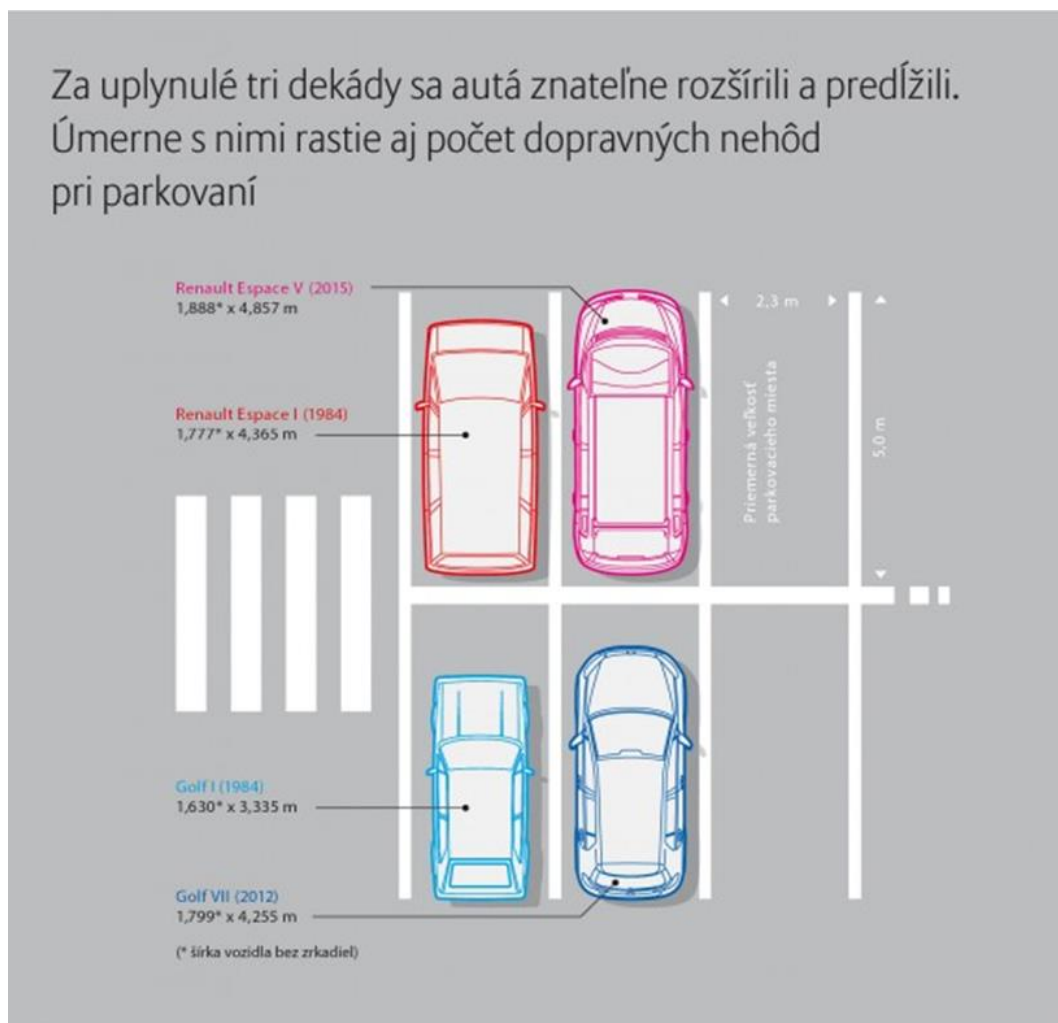 Za uplynulé tri dekády sa autá znateľne rozšírili a predĺžili.
Úmerne s nimi rastie aj počet dopravných nehôd
pri parkovaní
Renault Espace V (2015)
1,888* x 4,857 m
2,3 m
Renault Espace I (1984)
1,777* x 4,365 m
Priemerná veľkosť
parkovacieho miesta
5,0 m
Golf I (1984)
1,630* x 3,335 m
Golf VII (2012)
1,799* x 4,255 m
(* šírka vozidla bez zrkadiel)